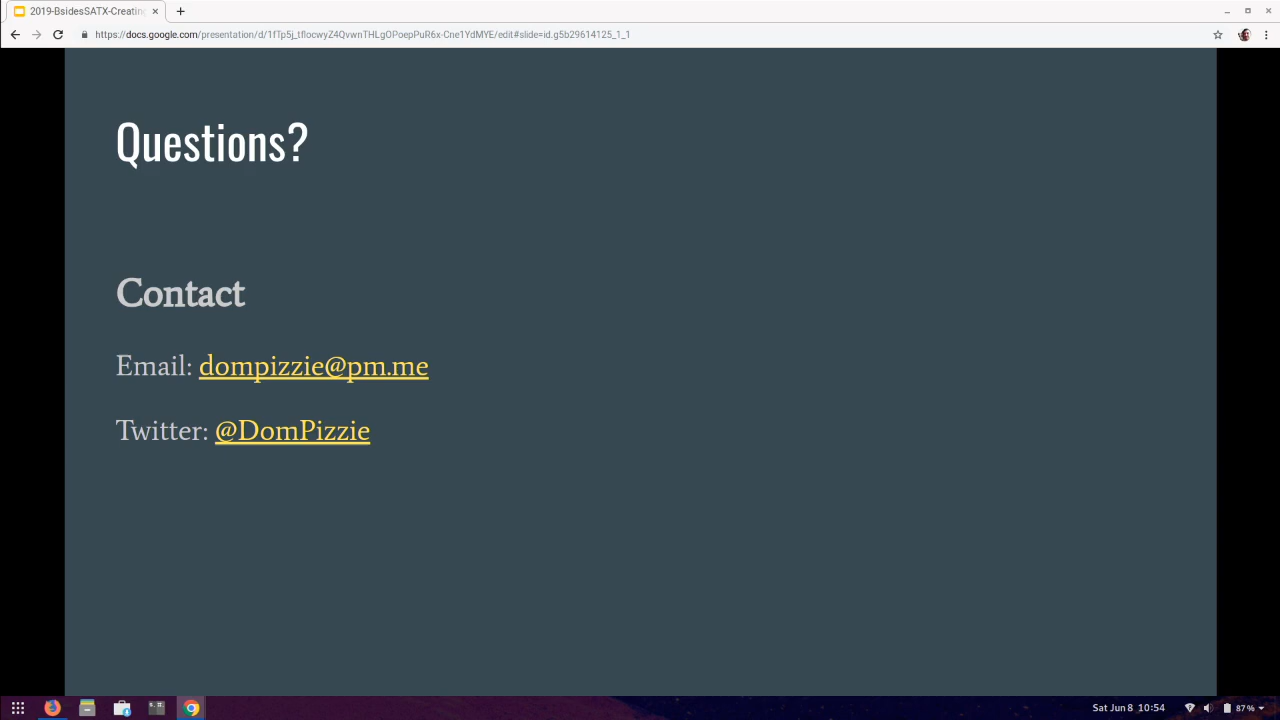 2019-BsidesSATX-Creating
https://docs.google.com/presentation/d/1fTp5j_tflocwyZ4QvwnTHLgOPoepPuR6x-Cne1YdMYE/edit#slide=id.g5b29614125_1_1
Questions?
Contact
Email: dompizzie@pm.me
Twitter: @DomPizzie
Sat Jun 8 10:54
87%